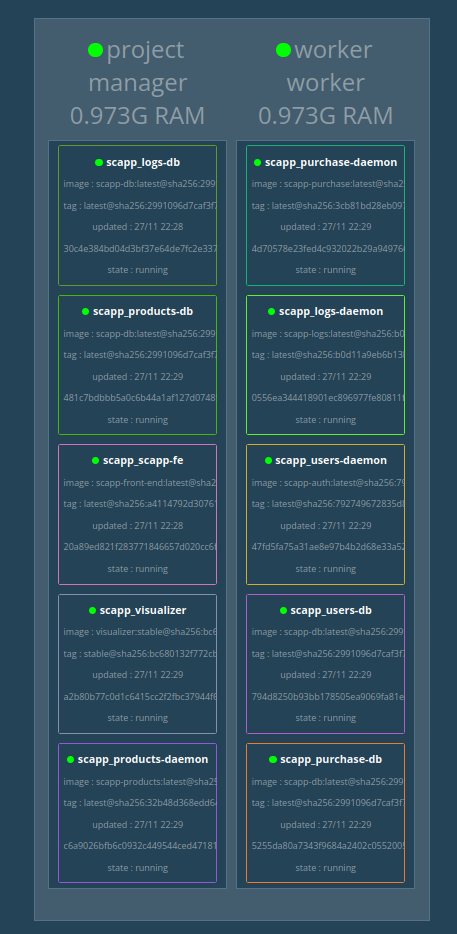 project
manager
0.973G RAM
scapp_logs-db
image : scapp-db:latest@sha256:299
tag : latest@sha256:2991096d7caf3f7
updated : 27/11 22:28
30c4e384bd04d3bf37e64de7fc2e337
state : running
scapp_products-db
image : scapp-db:latest@sha256:299
tag : latest@sha256:2991096d7caf3f7
updated : 27/11 22:29
481c7bdbbb5a0c6b44a1af127d0748
state : running
scapp_scapp-fe
image : scapp-front-end:latest@sha2
tag : latest@sha256:a4114792d30761
updated : 27/11 22:28
20a89ed821f283771846657d020cc6f
state : running
scapp_visualizer
image : visualizer:stable@sha256:bc6
tag : stable@sha256:bc680132f772cb
updated : 27/11 22:29
a2b80b77c0d1c6415cc2f2fbc37944f6
state : running
scapp_products-daemon
image : scapp-products:latest@sha25
tag : latest@sha256:32b48d368edd6
updated : 27/11 22:29
c6a9026bfb6c0932c449544ced47181
state : running
worker
worker
0.973G RAM
scapp_purchase-daemon
image : scapp-purchase:latest@sha2
tag : latest@sha256:3cb81bd28eb097
updated : 27/11 22:29
4d70578e23fed4c932022b29a94976
state : running
scapp_logs-daemon
image : scapp-logs:latest@sha256:b0
tag : latest@sha256:b0d11a9eb6b13
updated : 27/11 22:29
0556ea344418901ec896977fe80811f
state : running
scapp_users-daemon
image : scapp-auth:latest@sha256:79
tag : latest@sha256:792749672835d
updated : 27/11 22:29
47fd5fa75a31ae8e97b4b2d68e33a52
state : running
scapp_users-db
image : scapp-db:latest@sha256:299
tag : latest@sha256:2991096d7caf3f7
updated : 27/11 22:29
794d8250b93bb178505ea9069fa81e
state : running
scapp_purchase-db
image : scapp-db:latest@sha256:299
tag : latest@sha256:2991096d7caf3f7
updated : 27/11 22:29
5255da80a7343f9684a2402c0552005
state : running